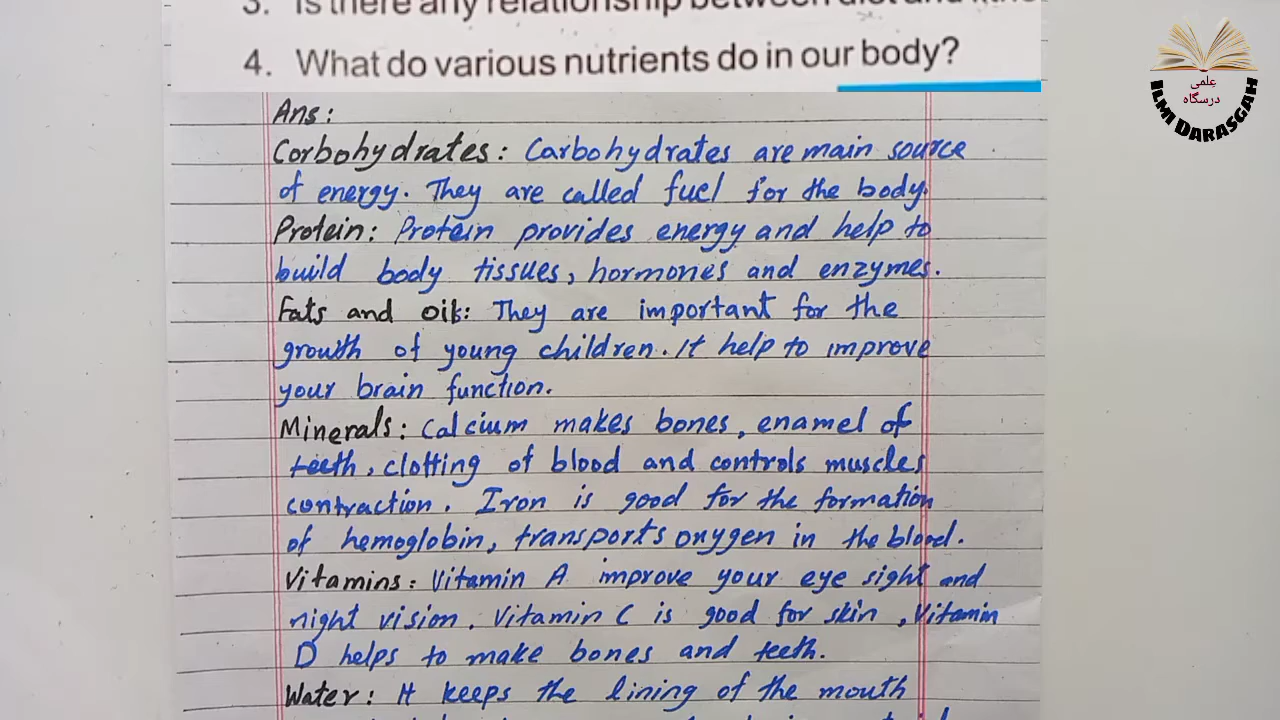 4. What do various nutrients do in our body?
Ans:
Corbohydrates: Carbohydrates are main source
of energy. They are called fuel for the body.
Protein: Protein provides energy and help to
build body tissues, hormones and enzymes.
Fats and oils: They are important for the
growth of young children. It help to improve
your brain function.
Minerals: Calcium makes bones, enamel of
teeth, clotting of blood and controls muscles
contraction. Iron is good for the formation
of hemoglobin, transports oxygen in the blood.
Vitamins: Vitamin A improve your eye sight and
night vision. Vitamin C is good for skin, Vitamin
D helps to make bones and teeth.
Water: It keeps the lining of the mouth
علمی
درسگاہ
ILMI DARASGAH